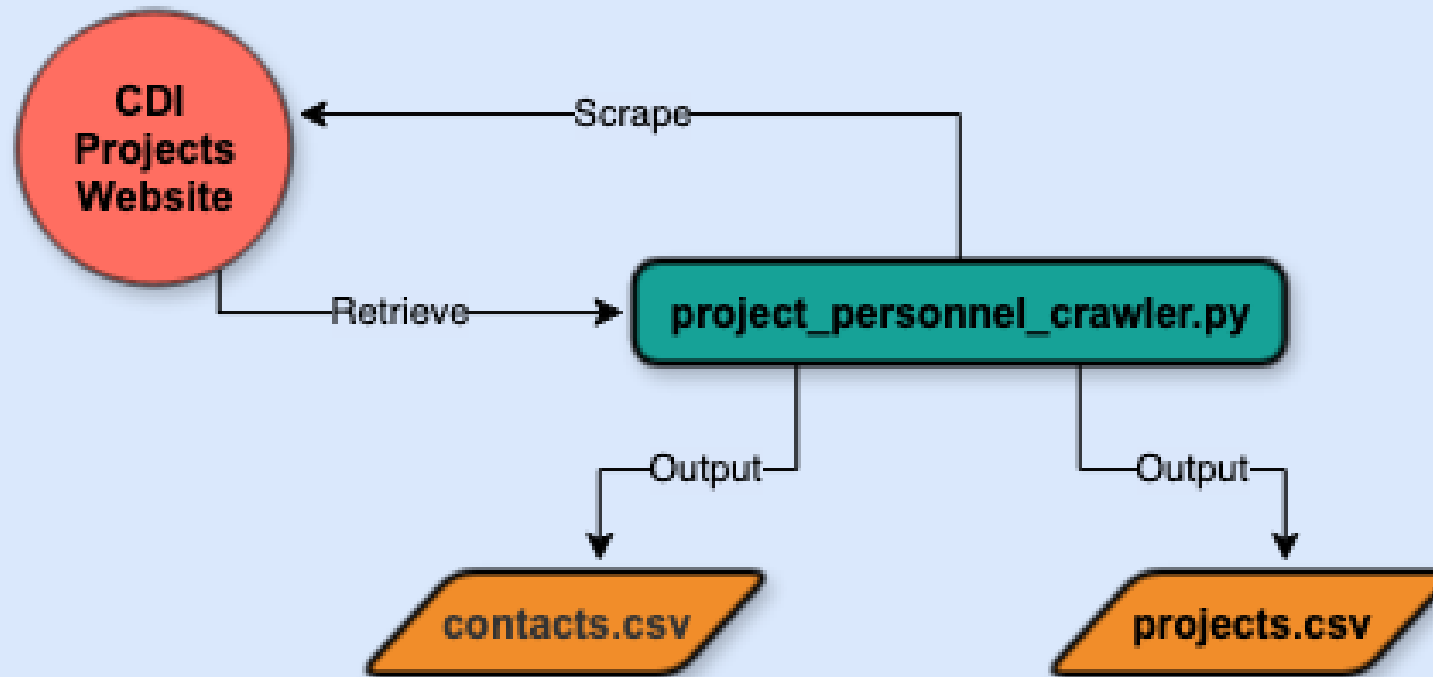 CDI
Projects
Website
Scrape
Retrieve
project_personnel_crawler.py
Output
Output
contacts.csv
projects.csv